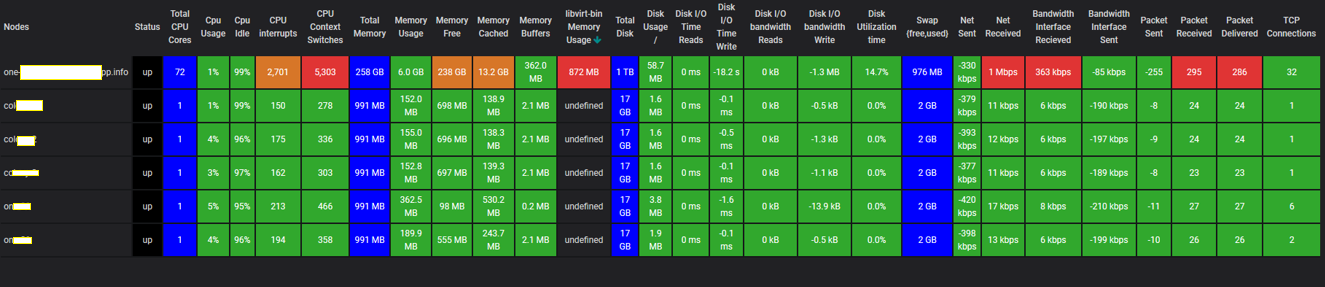 Nodes Status Total CPU Cores Cpu Usage Cpu Idle CPU interrupts CPU Context Switches Total Memory Memory Usage Memory Free Memory Cached Memory Buffers libvirt-bin Memory Usage Total Disk Disk Usage / Disk I/O Time Reads Disk I/O Time Write Disk I/O bandwidth Reads Disk I/O bandwidth Write Disk Utilization time Swap (free,used) Net Sent Net Received Bandwidth Interface Recieved Bandwidth Interface Sent Packet Sent Packet Received Packet Delivered TCP Connections
one- pp.info up 72 1% 99% 2,701 5,303 258 GB 6.0 GB 238 GB 13.2 GB 362.0 MB 872 MB 1 TB 58.7 MB 0 ms -18.2 s 0 kB -1.3 MB 14.7% 976 MB -330 kbps 1 Mbps 363 kbps -85 kbps -255 295 286 32
col up 1 1% 99% 150 278 991 MB 152.0 MB 698 MB 138.9 MB 2.1 MB undefined 17 GB 1.6 MB 0 ms -0.1 ms 0 kB -0.5 kB 0.0% 2 GB -379 kbps 11 kbps 6 kbps -190 kbps -8 24 24 1
col up 1 4% 96% 175 336 991 MB 155.0 MB 696 MB 138.3 MB 2.1 MB undefined 17 GB 1.6 MB 0 ms -0.5 ms 0 kB -1.3 kB 0.0% 2 GB -393 kbps 12 kbps 6 kbps -197 kbps -9 24 24 1
up 1 3% 97% 162 303 991 MB 152.8 MB 697 MB 139.3 MB 2.1 MB undefined 17 GB 1.6 MB 0 ms -0.1 ms 0 kB -1.1 kB 0.0% 2 GB -377 kbps 11 kbps 6 kbps -189 kbps -8 23 23 1
up 1 5% 95% 213 466 991 MB 362.5 MB 98 MB 530.2 MB 0.2 MB undefined 17 GB 3.8 MB 0 ms -1.6 ms 0 kB -13.9 kB 0.0% 2 GB -420 kbps 17 kbps 8 kbps -210 kbps -11 27 27 6
up 1 4% 96% 194 358 991 MB 189.9 MB 555 MB 243.7 MB 2.1 MB undefined 17 GB 1.9 MB 0 ms -0.1 ms 0 kB -0.5 kB 0.0% 2 GB -398 kbps 13 kbps 6 kbps -199 kbps -10 26 26 2